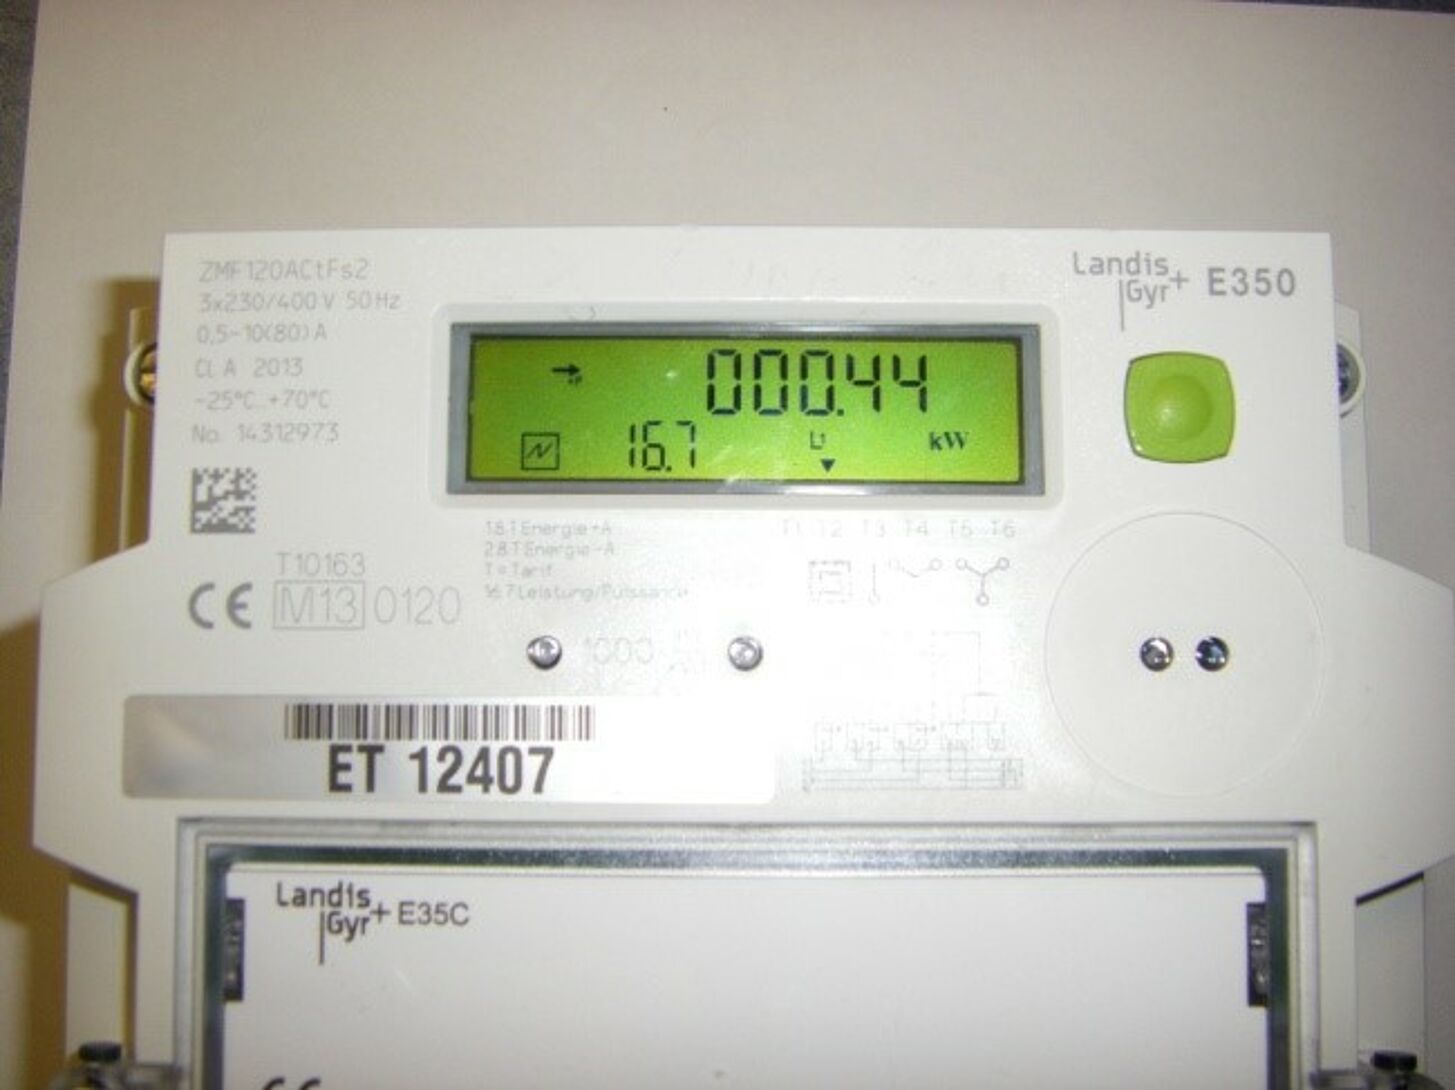 ZMF120ACtFs2
3x230/400 V 50 Hz
0,5-10(80) A
CL A 2013
-25°C...+70°C
No. 14312973
T10163
CE M13 0120
Landis
Gyr+ E350
000.44
16.7 L1 kW
1.8.T Energie +A
2.8.T Energie -A
T = Tarif
16.7 Leistung/Puissance
T1 T2 T3 T4 T5 T6
1000
ET 12407
Landis
Gyr+ E35C